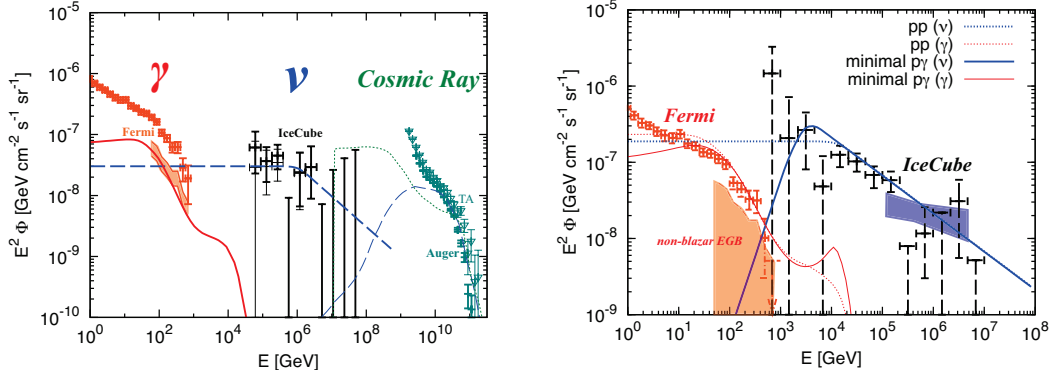 10^-5
10^-6
10^-7
10^-8
10^-9
10^-10
E² Φ [GeV cm⁻² s⁻¹ sr⁻¹]
γ
ν
Cosmic Ray
Fermi
IceCube
TA
Auger
10^0 10^2 10^4 10^6 10^8 10^10
E [GeV]
10^-5
10^-6
10^-7
10^-8
10^-9
E² Φ [GeV cm⁻² s⁻¹ sr⁻¹]
pp (ν)
pp (γ)
minimal pγ (ν)
minimal pγ (γ)
Fermi
IceCube
non-blazar EGB
10^0 10^1 10^2 10^3 10^4 10^5 10^6 10^7 10^8
E [GeV]